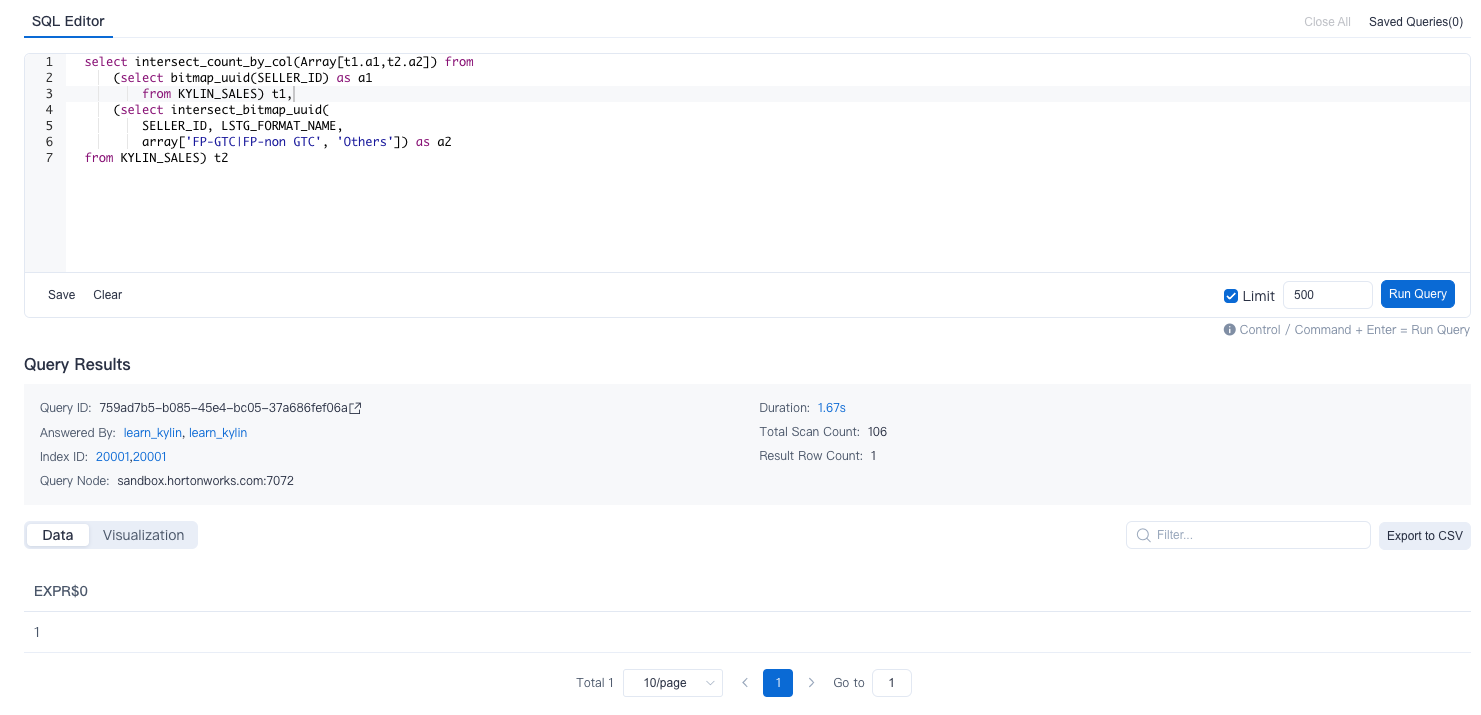 SQL Editor
Close All
Saved Queries(0)
1 select intersect_count_by_col(Array[t1.a1,t2.a2]) from
2 (select bitmap_uuid(SELLER_ID) as a1
3 from KYLIN_SALES) t1,
4 (select intersect_bitmap_uuid(
5 SELLER_ID, LSTG_FORMAT_NAME,
6 array['FP-GTC|FP-non GTC', 'Others']) as a2
7 from KYLIN_SALES) t2
Save Clear
Limit 500 Run Query
Control / Command + Enter = Run Query
Query Results
Query ID: 759ad7b5-b085-45e4-bc05-37a686fef06a
Answered By: learn_kylin, learn_kylin
Index ID: 20001,20001
Query Node: sandbox.hortonworks.com:7072
Duration: 1.67s
Total Scan Count: 106
Result Row Count: 1
Data Visualization
Filter...
Export to CSV
EXPR$0
1
Total 1 10/page 1 Go to 1